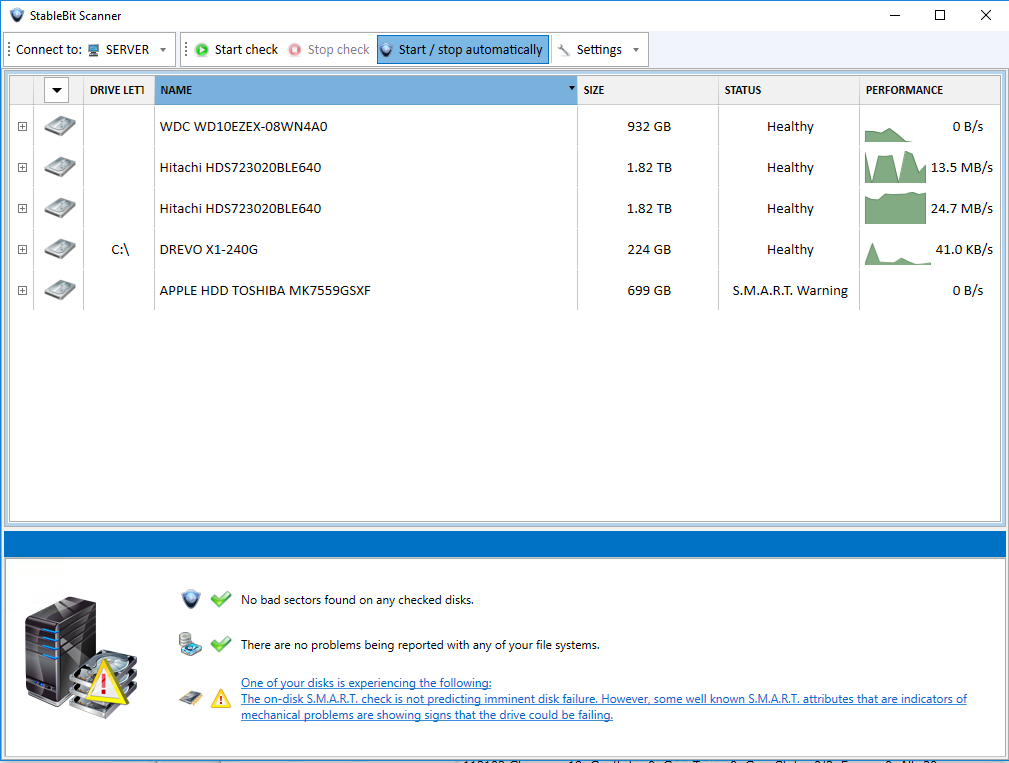 StableBit Scanner
Connect to: SERVER Start check Stop check Start / stop automatically Settings
DRIVE LETT NAME SIZE STATUS PERFORMANCE
WDC WD10EZEX-08WN4A0 932 GB Healthy 0 B/s
Hitachi HDS723020BLE640 1.82 TB Healthy 13.5 MB/s
Hitachi HDS723020BLE640 1.82 TB Healthy 24.7 MB/s
C:\ DREVO X1-240G 224 GB Healthy 41.0 KB/s
APPLE HDD TOSHIBA MK7559GSXF 699 GB S.M.A.R.T. Warning 0 B/s
No bad sectors found on any checked disks.
There are no problems being reported with any of your file systems.
One of your disks is experiencing the following:
The on-disk S.M.A.R.T. check is not predicting imminent disk failure. However, some well known S.M.A.R.T. attributes that are indicators of
mechanical problems are showing signs that the drive could be failing.